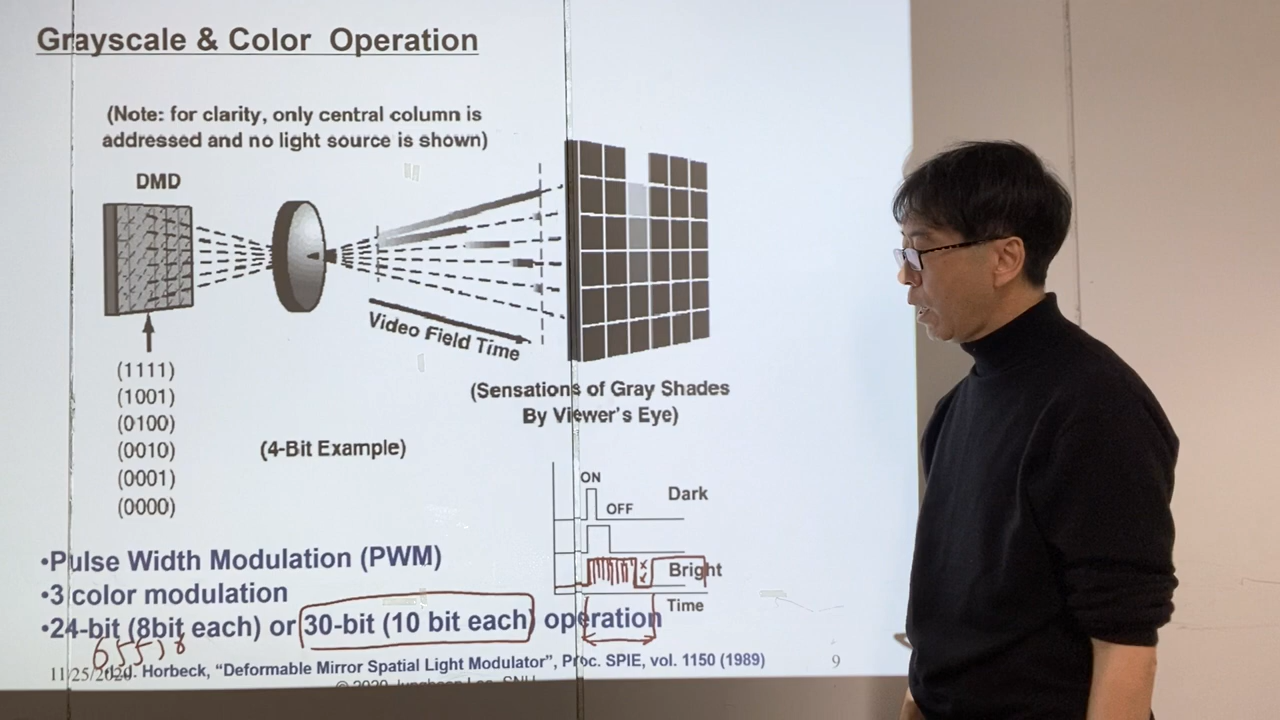 Grayscale & Color Operation
(Note: for clarity, only central column is
addressed and no light source is shown)
DMD
Video Field Time
(1111)
(1001)
(0100)
(0010)
(0001)
(0000)
(4-Bit Example)
(Sensations of Gray Shades
By Viewer's Eye)
ON
OFF
Dark
Bright
Time
•Pulse Width Modulation (PWM)
•3 color modulation
•24-bit (8bit each) or 30-bit (10 bit each) operation
11/25/2020
J. Horbeck, "Deformable Mirror Spatial Light Modulator", Proc. SPIE, vol. 1150 (1989)
9
© 2020